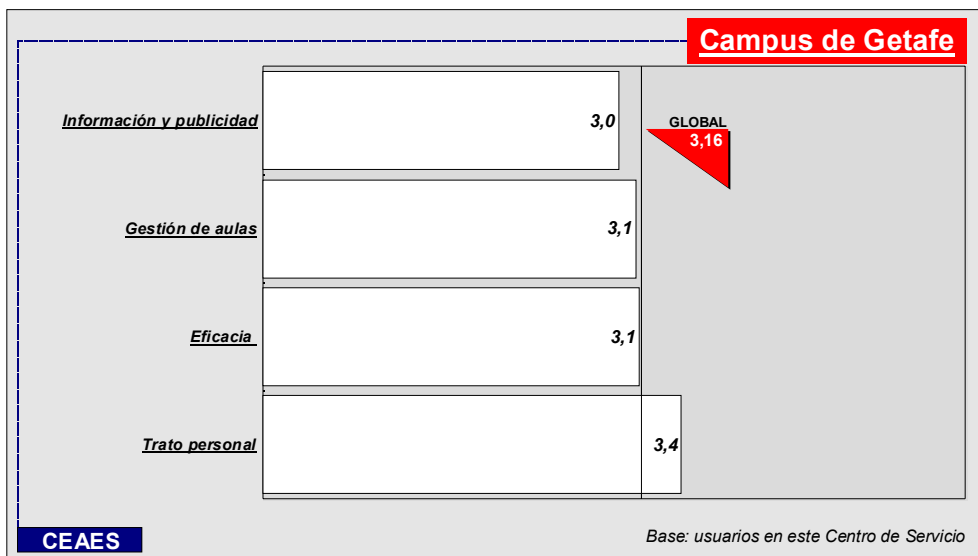 Campus de Getafe
Información y publicidad
3,0
GLOBAL
3,16
Gestión de aulas
3,1
Eficacia
3,1
Trato personal
3,4
CEAES
Base: usuarios en este Centro de Servicio